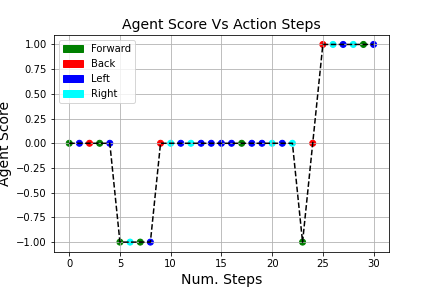 Agent Score Vs Action Steps
Agent Score
1.00
0.75
0.50
0.25
0.00
−0.25
−0.50
−0.75
−1.00
Forward
Back
Left
Right
0 5 10 15 20 25 30
Num. Steps